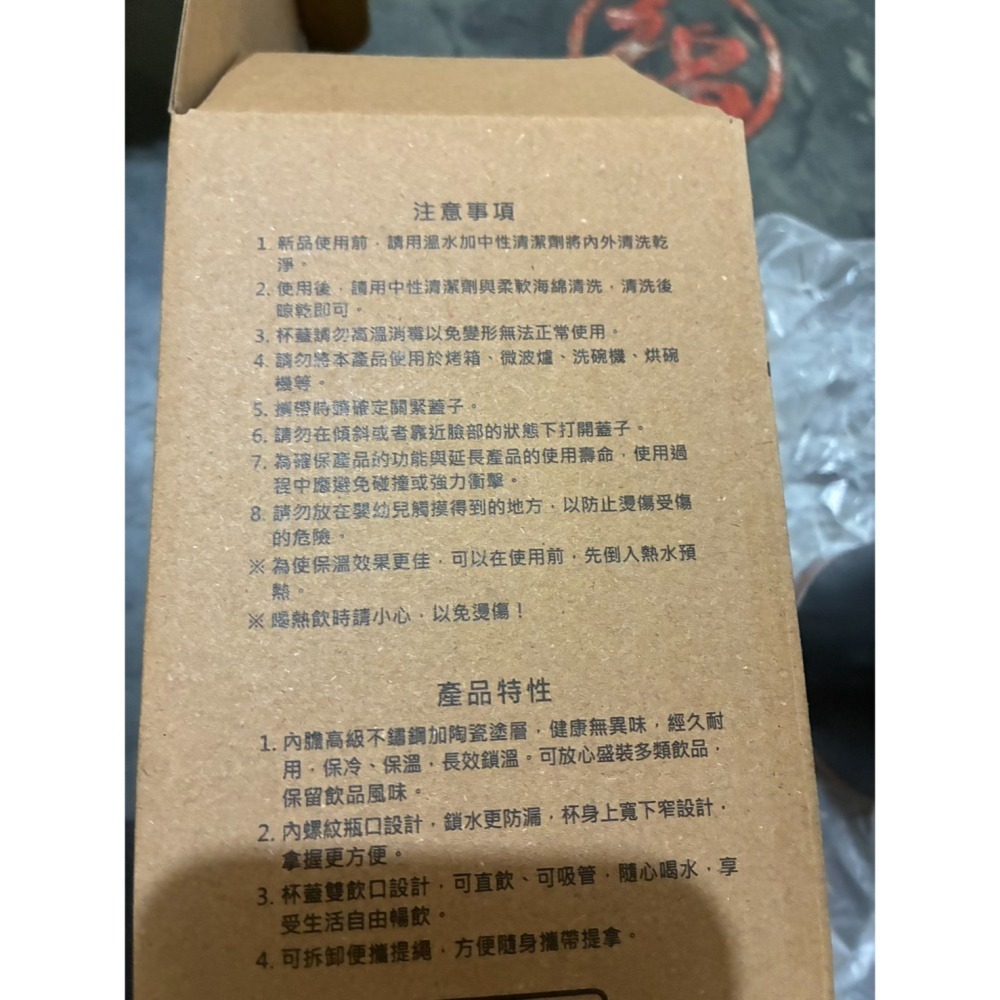 注意事項
1. 新品使用前，請用溫水加中性清潔劑將內外清洗乾
淨。
2. 使用後，請用中性清潔劑與柔軟海綿清洗，清洗後
晾乾即可。
3. 杯蓋請勿高溫消毒以免變形無法正常使用。
4. 請勿將本產品使用於烤箱、微波爐、洗碗機、烘碗
機等。
5. 攜帶時請確定關緊蓋子。
6. 請勿在傾斜或者靠近臉部的狀態下打開蓋子。
7. 為確保產品的功能與延長產品的使用壽命，使用過
程中應避免碰撞或強力衝擊。
8. 請勿放在嬰幼兒觸摸得到的地方，以防止燙傷受傷
的危險。
※ 為使保溫效果更佳，可以在使用前，先倒入熱水預
熱。
※ 喝熱飲時請小心，以免燙傷！
產品特性
1. 內膽高級不鏽鋼加陶瓷塗層，健康無異味，經久耐
用，保冷、保溫，長效鎖溫。可放心盛裝多類飲品，
保留飲品風味。
2. 內螺紋瓶口設計，鎖水更防漏，杯身上寬下窄設計，
拿握更方便。
3. 杯蓋雙飲口設計，可直飲、可吸管，隨心喝水，享
受生活自由暢飲。
4. 可拆卸便攜提繩，方便隨身攜帶提拿。